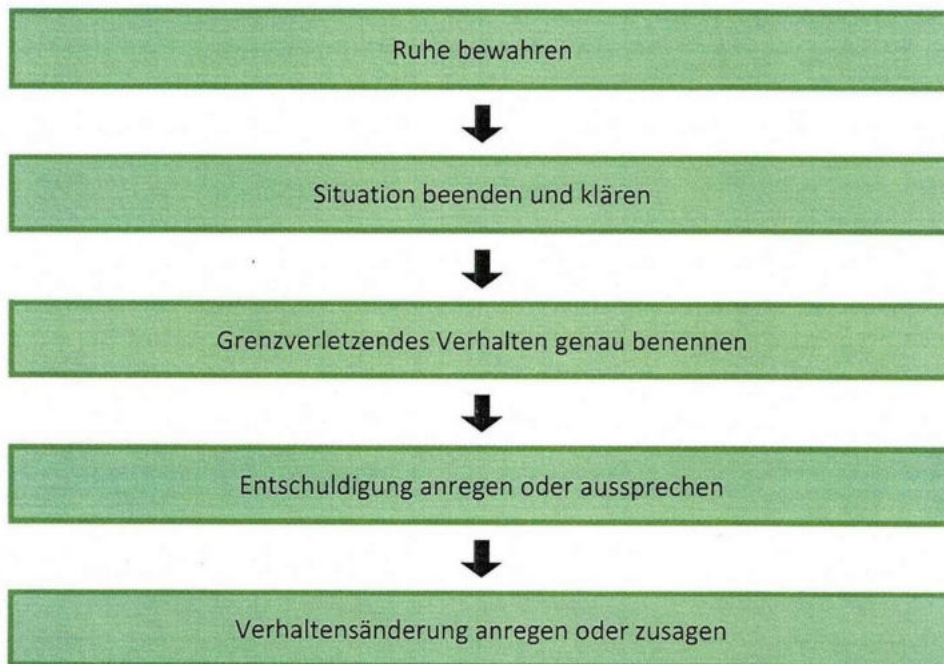 Ruhe bewahren
Situation beenden und klären
Grenzverletzendes Verhalten genau benennen
Entschuldigung anregen oder aussprechen
Verhaltensänderung anregen oder zusagen